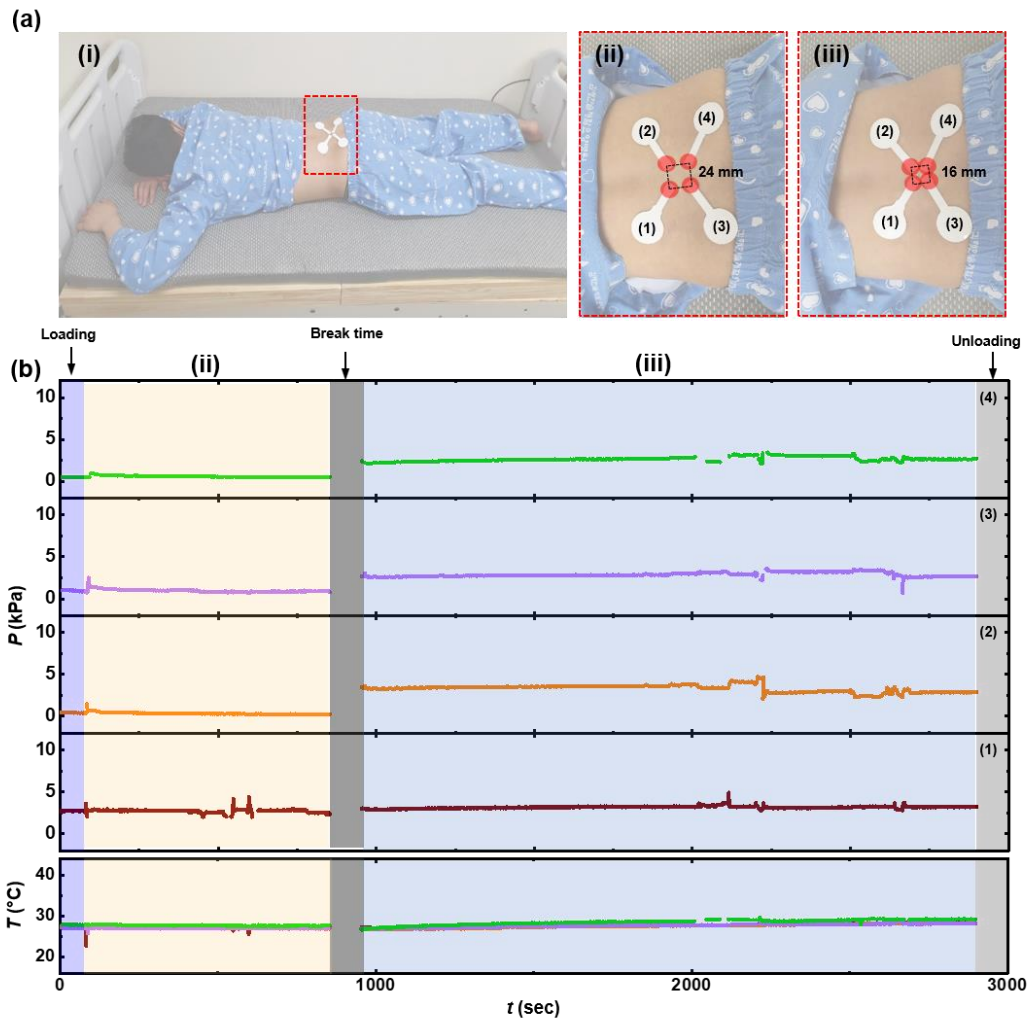 (a)
(i)
(ii)
(iii)
(2)
(4)
24 mm
(1)
(3)
(2)
(4)
16 mm
(1)
(3)
Loading
Break time
Unloading
(b)
(ii)
(iii)
10
5
0
(4)
10
5
0
(3)
P (kPa)
10
5
0
(2)
10
5
0
(1)
T (°C)
40
30
20
0
1000
2000
3000
t (sec)